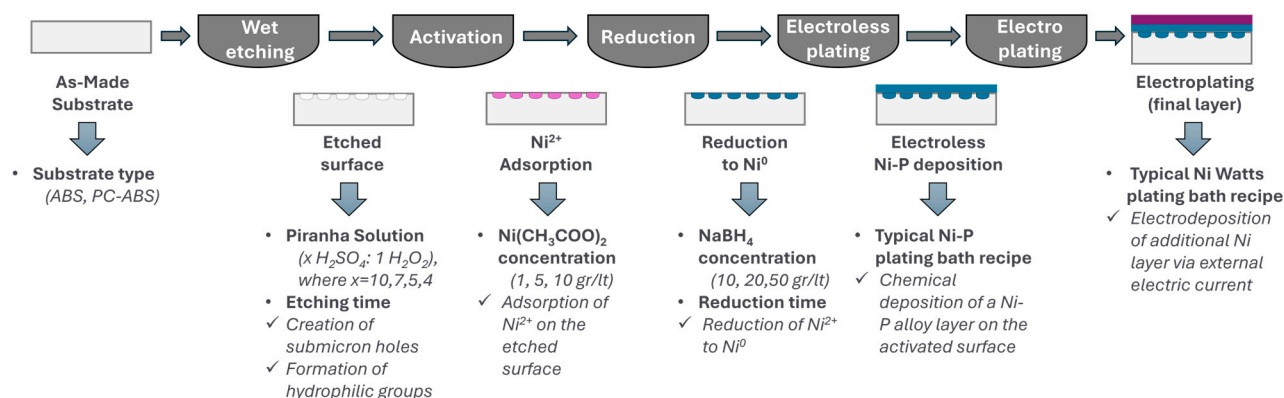 Wet
etching
Activation
Reduction
Electroless
plating
Electro
plating
As-Made
Substrate
• Substrate type
(ABS, PC-ABS)
Etched
surface
• Piranha Solution
(x H₂SO₄: 1 H₂O₂),
where x=10,7,5,4
• Etching time
✓ Creation of
submicron holes
✓ Formation of
hydrophilic groups
Ni²⁺
Adsorption
• Ni(CH₃COO)₂
concentration
(1, 5, 10 gr/lt)
✓ Adsorption of
Ni²⁺ on the
etched
surface
Reduction
to Ni⁰
• NaBH₄
concentration
(10, 20,50 gr/lt)
• Reduction time
✓ Reduction of Ni²⁺
to Ni⁰
Electroless
Ni-P deposition
• Typical Ni-P
plating bath recipe
✓ Chemical
deposition of a Ni-
P alloy layer on the
activated surface
Electroplating
(final layer)
• Typical Ni Watts
plating bath recipe
✓ Electrodeposition
of additional Ni
layer via external
electric current